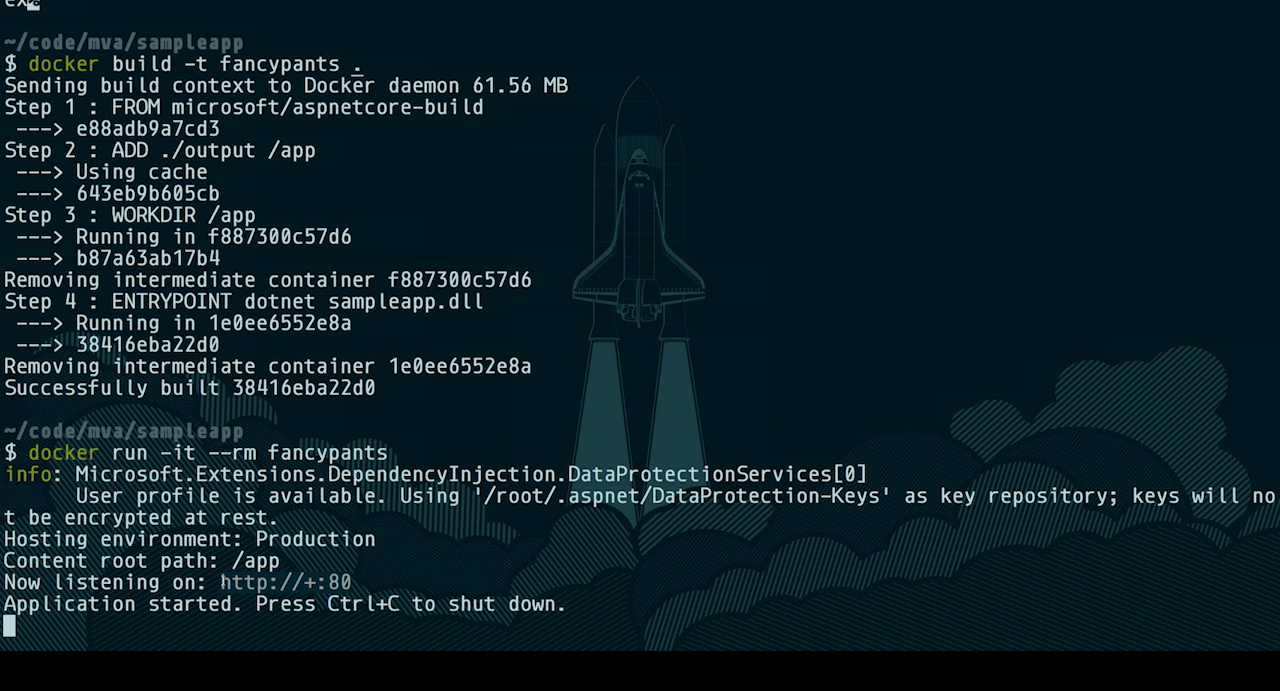 ~/code/mva/sampleapp
$ docker build -t fancypants .
Sending build context to Docker daemon 61.56 MB
Step 1 : FROM microsoft/aspnetcore-build
 ---> e88adb9a7cd3
Step 2 : ADD ./output /app
 ---> Using cache
 ---> 643eb9b605cb
Step 3 : WORKDIR /app
 ---> Running in f887300c57d6
 ---> b87a63ab17b4
Removing intermediate container f887300c57d6
Step 4 : ENTRYPOINT dotnet sampleapp.dll
 ---> Running in 1e0ee6552e8a
 ---> 38416eba22d0
Removing intermediate container 1e0ee6552e8a
Successfully built 38416eba22d0
~/code/mva/sampleapp
$ docker run -it --rm fancypants
info: Microsoft.Extensions.DependencyInjection.DataProtectionServices[0]
      User profile is available. Using '/root/.aspnet/DataProtection-Keys' as key repository; keys will no
t be encrypted at rest.
Hosting environment: Production
Content root path: /app
Now listening on: http://+:80
Application started. Press Ctrl+C to shut down.